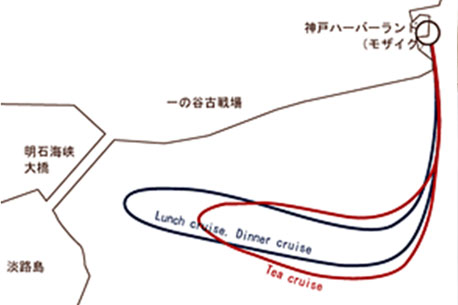 神戸ハーバーランド
（モザイク
一の谷古戦場
明石海峡
大橋
Lunch cruise. Dinner cruise
淡路島
Tea cruise